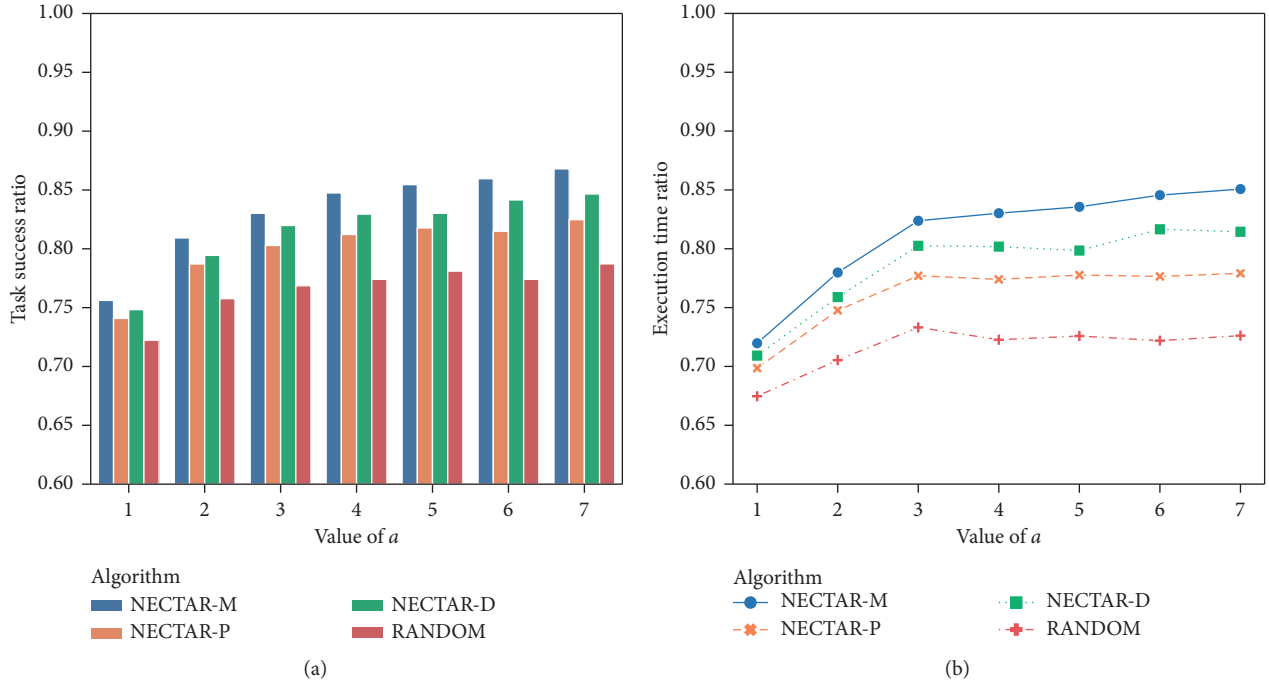 1.00
0.95
0.90
0.85
0.80
0.75
0.70
0.65
0.60
Task success ratio
1 2 3 4 5 6 7
Value of a
Algorithm
NECTAR-M NECTAR-D
NECTAR-P RANDOM
(a)
1.00
0.95
0.90
0.85
0.80
0.75
0.70
0.65
0.60
Execution time ratio
1 2 3 4 5 6 7
Value of a
Algorithm
NECTAR-M NECTAR-D
NECTAR-P RANDOM
(b)